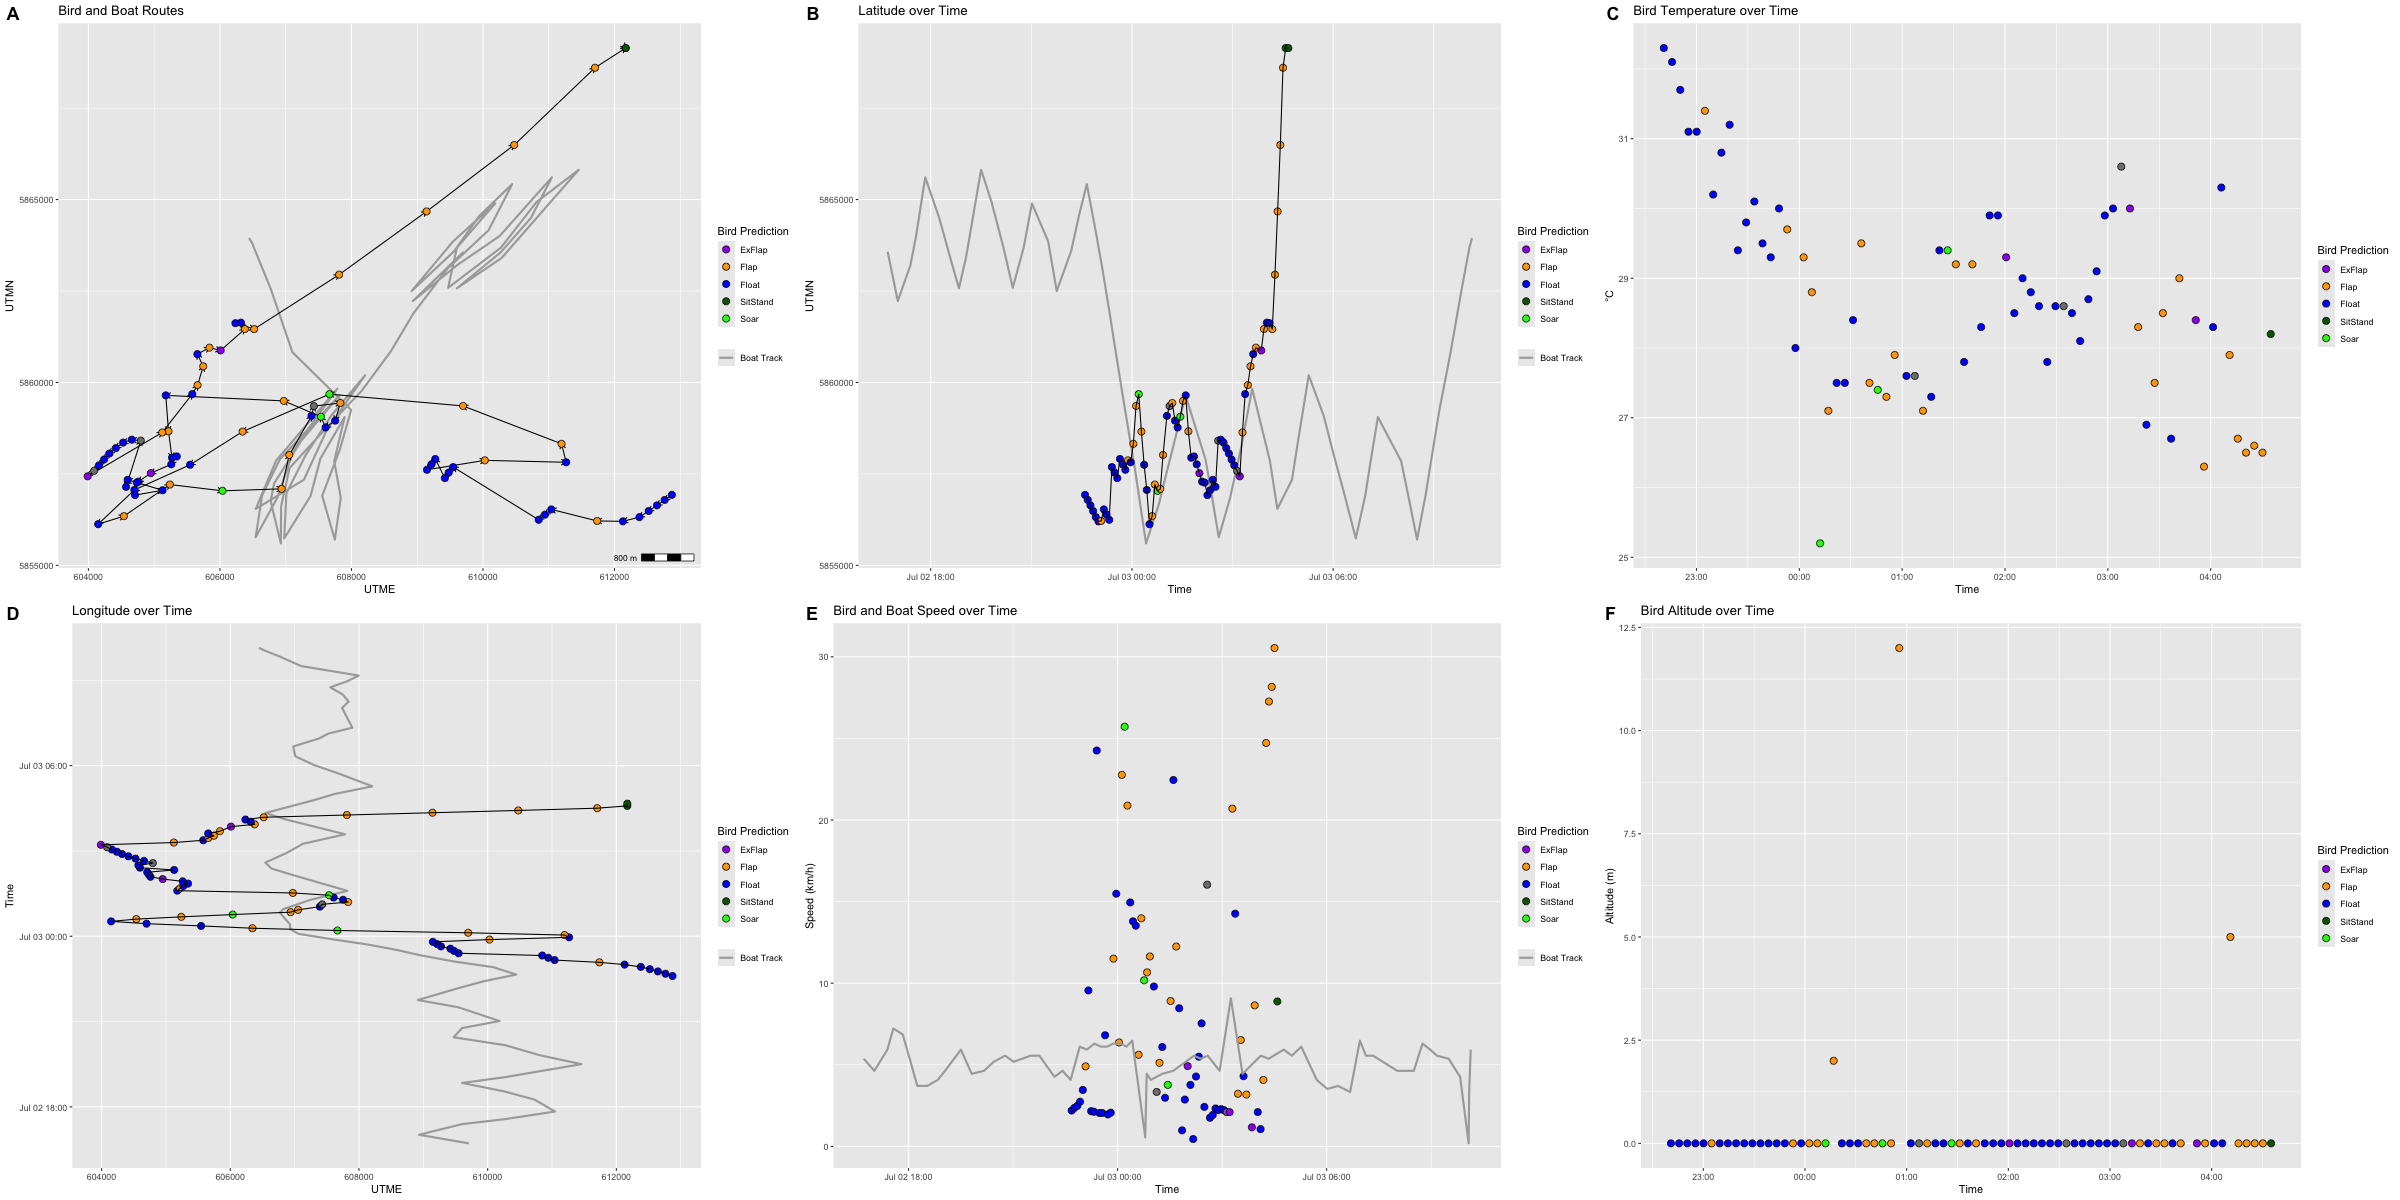 A
Bird and Boat Routes
UTMN
5865000
5860000
5855000
604000
606000
608000
610000
612000
UTME
800 m
Bird Prediction
ExFlap
Flap
Float
SitStand
Soar
Boat Track
B
Latitude over Time
UTMN
5865000
5860000
5855000
Jul 02 18:00
Jul 03 00:00
Jul 03 06:00
Time
Bird Prediction
ExFlap
Flap
Float
SitStand
Soar
Boat Track
C
Bird Temperature over Time
°C
31
29
27
25
23:00
00:00
01:00
02:00
03:00
04:00
Time
Bird Prediction
ExFlap
Flap
Float
SitStand
Soar
D
Longitude over Time
Time
Jul 03 06:00
Jul 03 00:00
Jul 02 18:00
604000
606000
608000
610000
612000
UTME
Bird Prediction
ExFlap
Flap
Float
SitStand
Soar
Boat Track
E
Bird and Boat Speed over Time
Speed (km/h)
30
20
10
0
Jul 02 18:00
Jul 03 00:00
Jul 03 06:00
Time
Bird Prediction
ExFlap
Flap
Float
SitStand
Soar
Boat Track
F
Bird Altitude over Time
Altitude (m)
12.5
10.0
7.5
5.0
2.5
0.0
23:00
00:00
01:00
02:00
03:00
04:00
Time
Bird Prediction
ExFlap
Flap
Float
SitStand
Soar